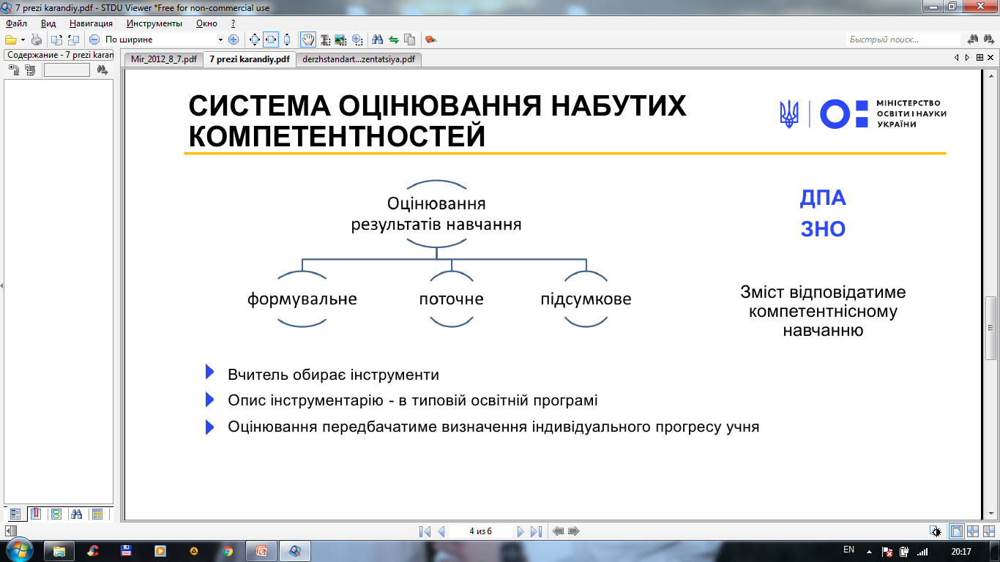 7 prezi karandiy.pdf - STDU Viewer *Free for non-commercial use
Файл Вид Навигация Инструменты Окно ?
По ширине
Быстрый поиск...
Содержание - 7 prezi karan
Mir_2012_8_7.pdf 7 prezi karandiy.pdf derzhstandart...zentatsiya.pdf
СИСТЕМА ОЦІНЮВАННЯ НАБУТИХ
КОМПЕТЕНТНОСТЕЙ
МІНІСТЕРСТВО
ОСВІТИ І НАУКИ
УКРАЇНИ
Оцінювання
результатів навчання
формувальне
поточне
підсумкове
ДПА
ЗНО
Зміст відповідатиме
компетентнісному
навчанню
Вчитель обирає інструменти
Опис інструментарію - в типовій освітній програмі
Оцінювання передбачатиме визначення індивідуального прогресу учня
4 из 6
EN
20:17